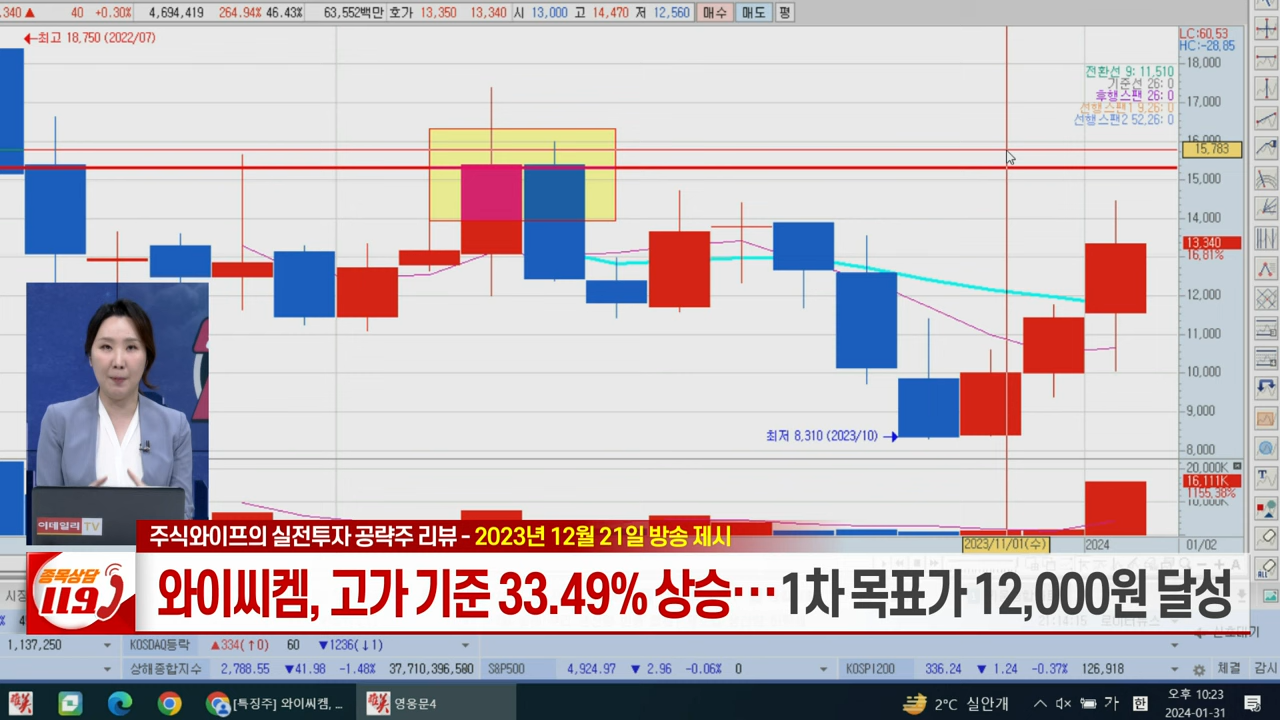 .340 ▲ 40 +0.30% 4,694,419 264.94% 46.43% 63,552백만 호가 13,350 13,340 시 13,000 고 14,470 저 12,560 매수 매도 평
최고 18,750 (2022/07)
LC:60,53
HC:-28,85
18,000
전환선 9: 11,510
기준선 26: 0
후행스팬 26: 0
선행스팬1 9,26: 0
선행스팬2 52,26: 0
17,000
16,000
15,783
15,000
14,000
13,340
16,81%
12,000
11,000
10,000
9,000
최저 8,310 (2023/10)
8,000
20,000K
16,111K
1155,38%
10,000K
2023/11/01(수) 2024 01/02
이데일리 TV
주식와이프의 실전투자 공략주 리뷰 - 2023년 12월 21일 방송 제시
종목상담
119
와이씨켐, 고가 기준 33.49% 상승…1차 목표가 12,000원 달성
1,137,250 KOSDAQ등락 ▲334(↑0) 60 ▼1236(↓1)
상해종합지수 2,788.55 ▼41.98 -1.48% 37,710,396,580 S&P500 4,924.97 ▼ 2.96 -0.06% 0 KOSPI200 336.24 ▼ 1.24 -0.37% 126,918 체결 감시
[특징주] 와이씨켐, ... 영웅문4 2°C 실안개 가 한 오후 10:23
2024-01-31